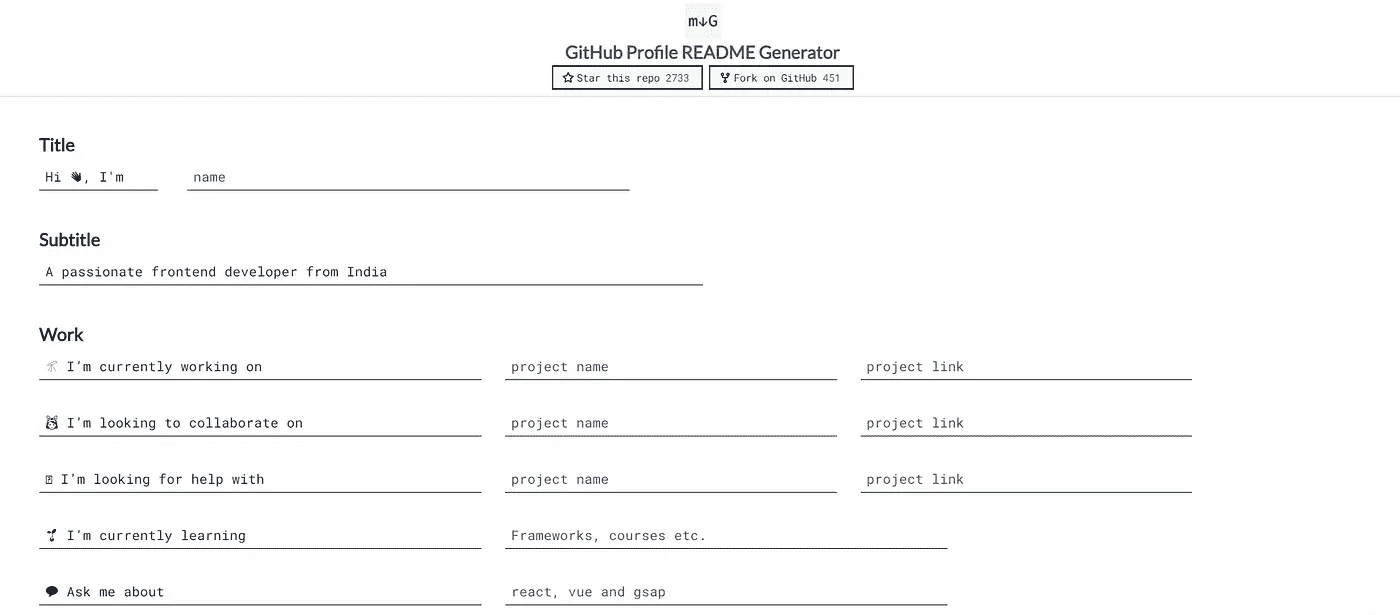 m↓G
GitHub Profile README Generator
Star this repo 2733 Fork on GitHub 451
Title
Hi 👋, I'm name
Subtitle
A passionate frontend developer from India
Work
🔭 I’m currently working on project name project link
👯 I’m looking to collaborate on project name project link
I’m looking for help with project name project link
🌱 I’m currently learning Frameworks, courses etc.
💬 Ask me about react, vue and gsap